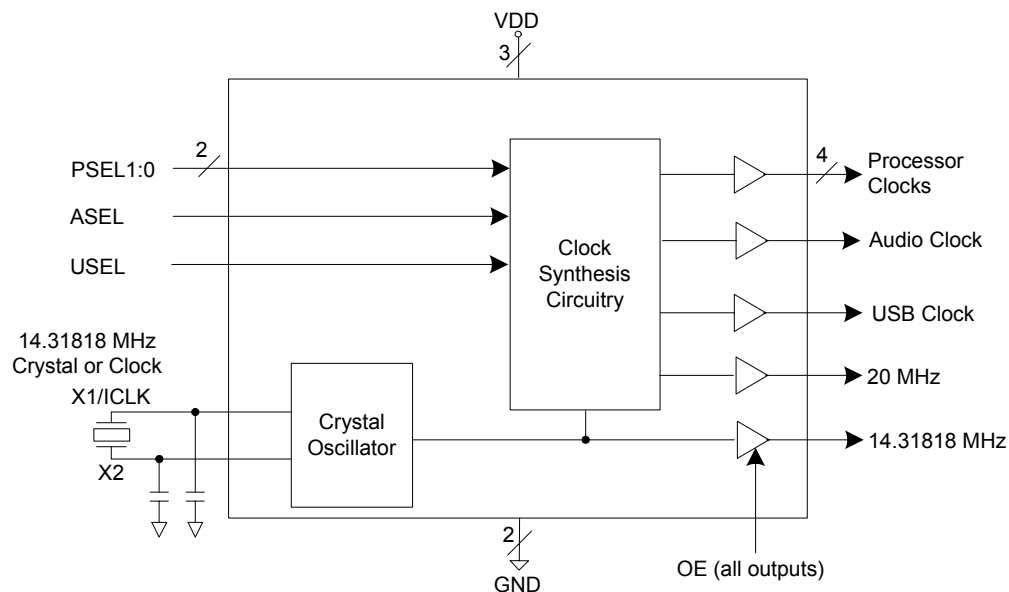 VDD
3
PSEL1:0
2
ASEL
USEL
Clock
Synthesis
Circuitry
4
Processor
Clocks
Audio Clock
USB Clock
20 MHz
14.31818 MHz
14.31818 MHz
Crystal or Clock
X1/ICLK
X2
Crystal
Oscillator
2
GND
OE (all outputs)